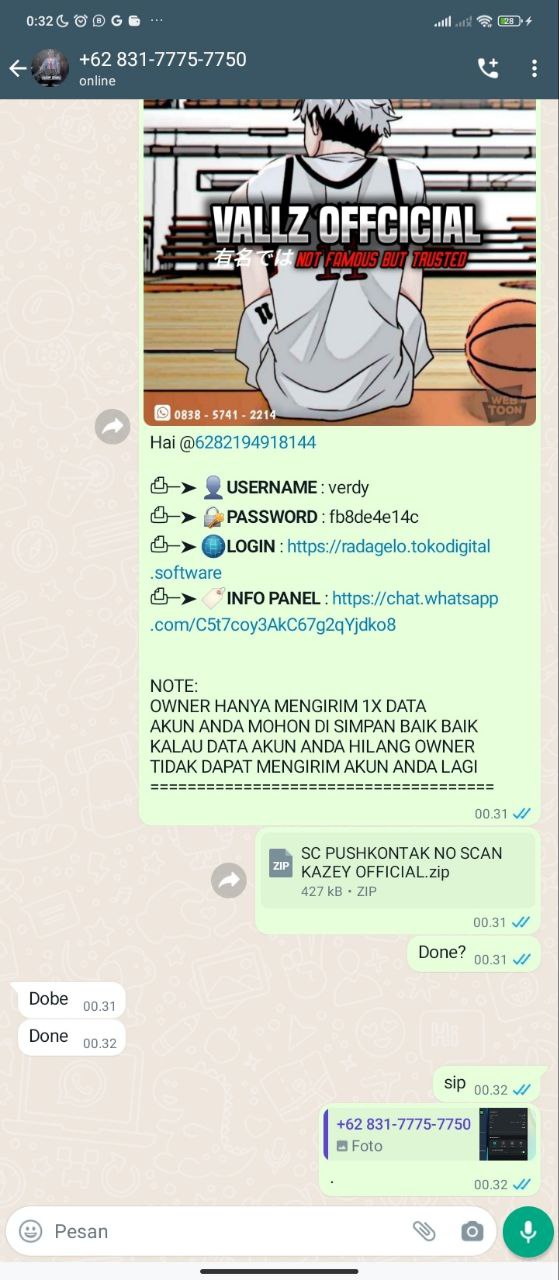 0:32
28
+62 831-7775-7750
online
VALLZ OFFCICIAL
有名では NOT FAMOUS BUT TRUSTED
WEB
TOON
0838 - 5741 - 2214
Hai @6282194918144
USERNAME : verdy
PASSWORD : fb8de4e14c
LOGIN : https://radagelo.tokodigital
.software
INFO PANEL : https://chat.whatsapp
.com/C5t7coy3AkC67g2qYjdko8
NOTE:
OWNER HANYA MENGIRIM 1X DATA
AKUN ANDA MOHON DI SIMPAN BAIK BAIK
KALAU DATA AKUN ANDA HILANG OWNER
TIDAK DAPAT MENGIRIM AKUN ANDA LAGI
=====================================
00.31
ZIP
SC PUSHKONTAK NO SCAN
KAZEY OFFICIAL.zip
427 kB • ZIP
00.31
Done? 00.31
Dobe 00.31
Done 00.32
sip 00.32
+62 831-7775-7750
Foto
. 00.32
Pesan